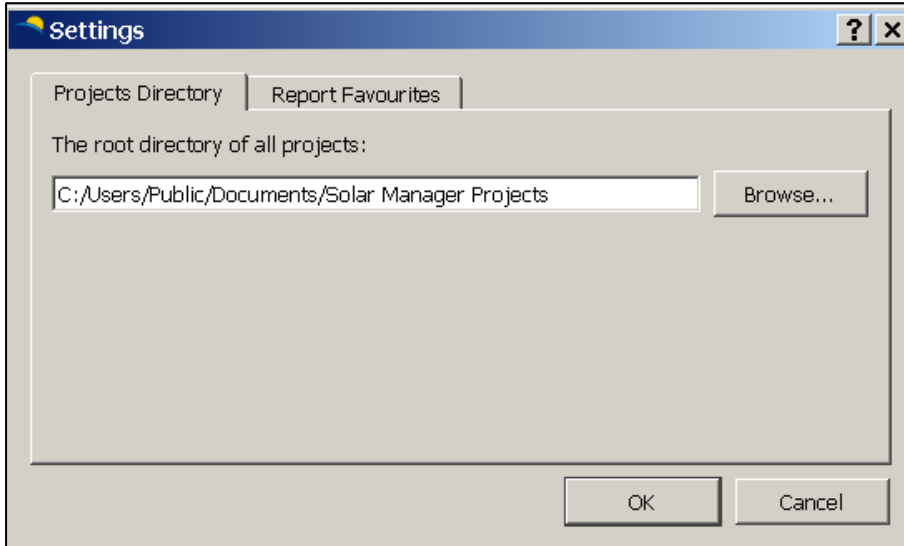 Settings
?
Projects Directory
Report Favourites
The root directory of all projects:
C:/Users/Public/Documents/Solar Manager Projects
Browse...
OK
Cancel